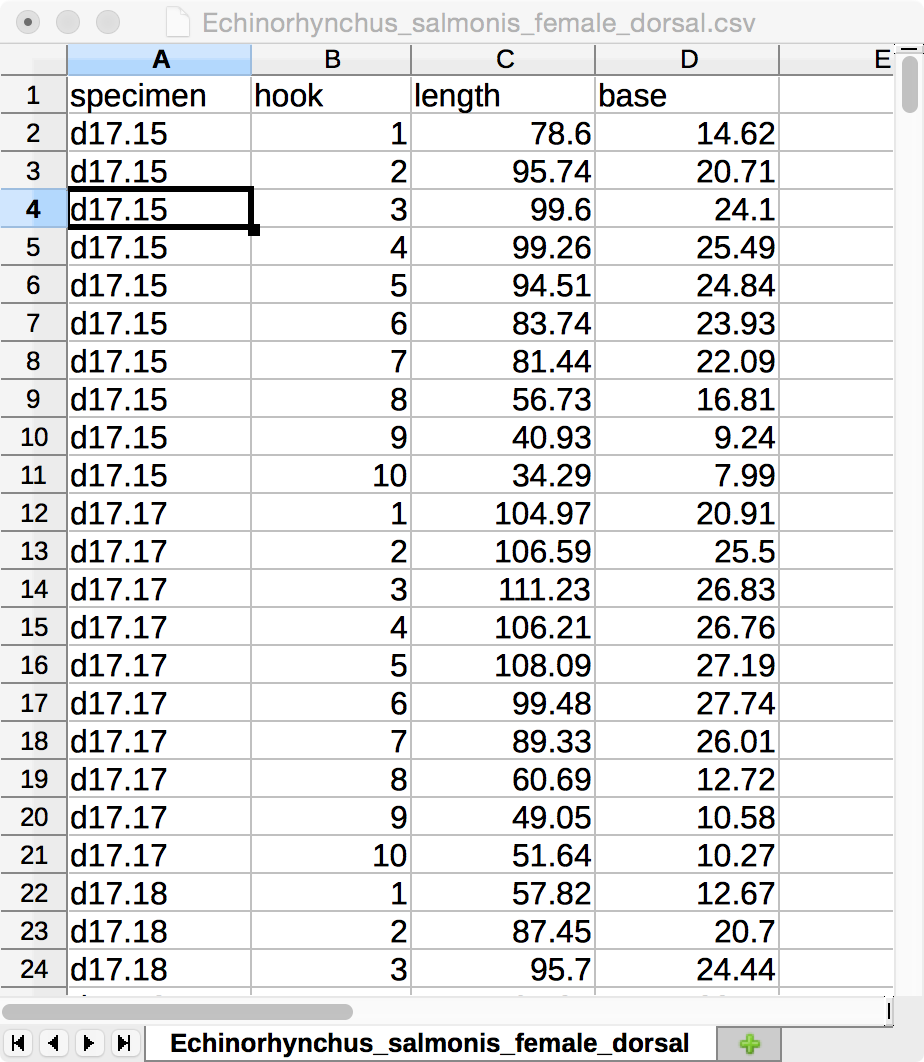 Echinorhynchus_salmonis_female_dorsal.csv
A B C D E
1 specimen hook length base
2 d17.15 1 78.6 14.62
3 d17.15 2 95.74 20.71
4 d17.15 3 99.6 24.1
5 d17.15 4 99.26 25.49
6 d17.15 5 94.51 24.84
7 d17.15 6 83.74 23.93
8 d17.15 7 81.44 22.09
9 d17.15 8 56.73 16.81
10 d17.15 9 40.93 9.24
11 d17.15 10 34.29 7.99
12 d17.17 1 104.97 20.91
13 d17.17 2 106.59 25.5
14 d17.17 3 111.23 26.83
15 d17.17 4 106.21 26.76
16 d17.17 5 108.09 27.19
17 d17.17 6 99.48 27.74
18 d17.17 7 89.33 26.01
19 d17.17 8 60.69 12.72
20 d17.17 9 49.05 10.58
21 d17.17 10 51.64 10.27
22 d17.18 1 57.82 12.67
23 d17.18 2 87.45 20.7
24 d17.18 3 95.7 24.44
Echinorhynchus_salmonis_female_dorsal